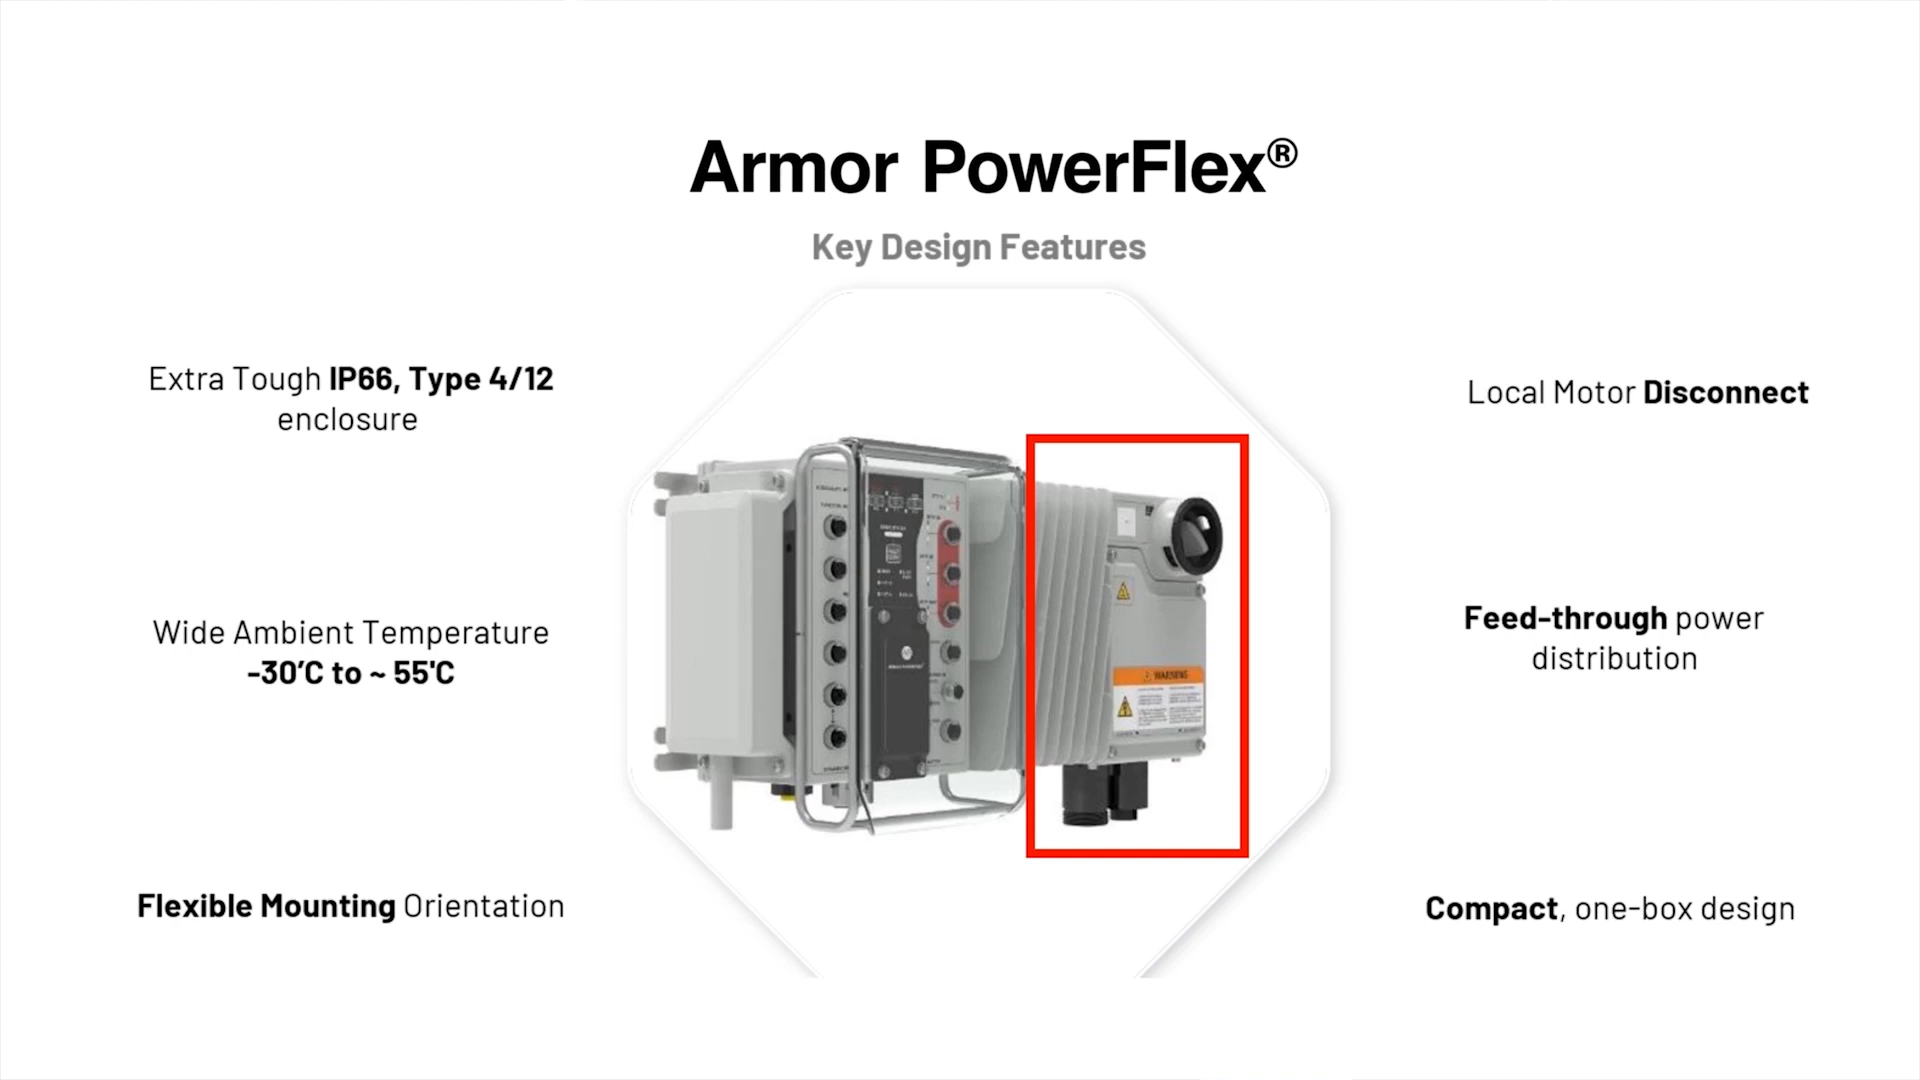 Armor PowerFlex®
Key Design Features
Extra Tough IP66, Type 4/12
enclosure
Wide Ambient Temperature
-30’C to ~ 55'C
Flexible Mounting Orientation
Local Motor Disconnect
Feed-through power
distribution
Compact, one-box design
WARNING